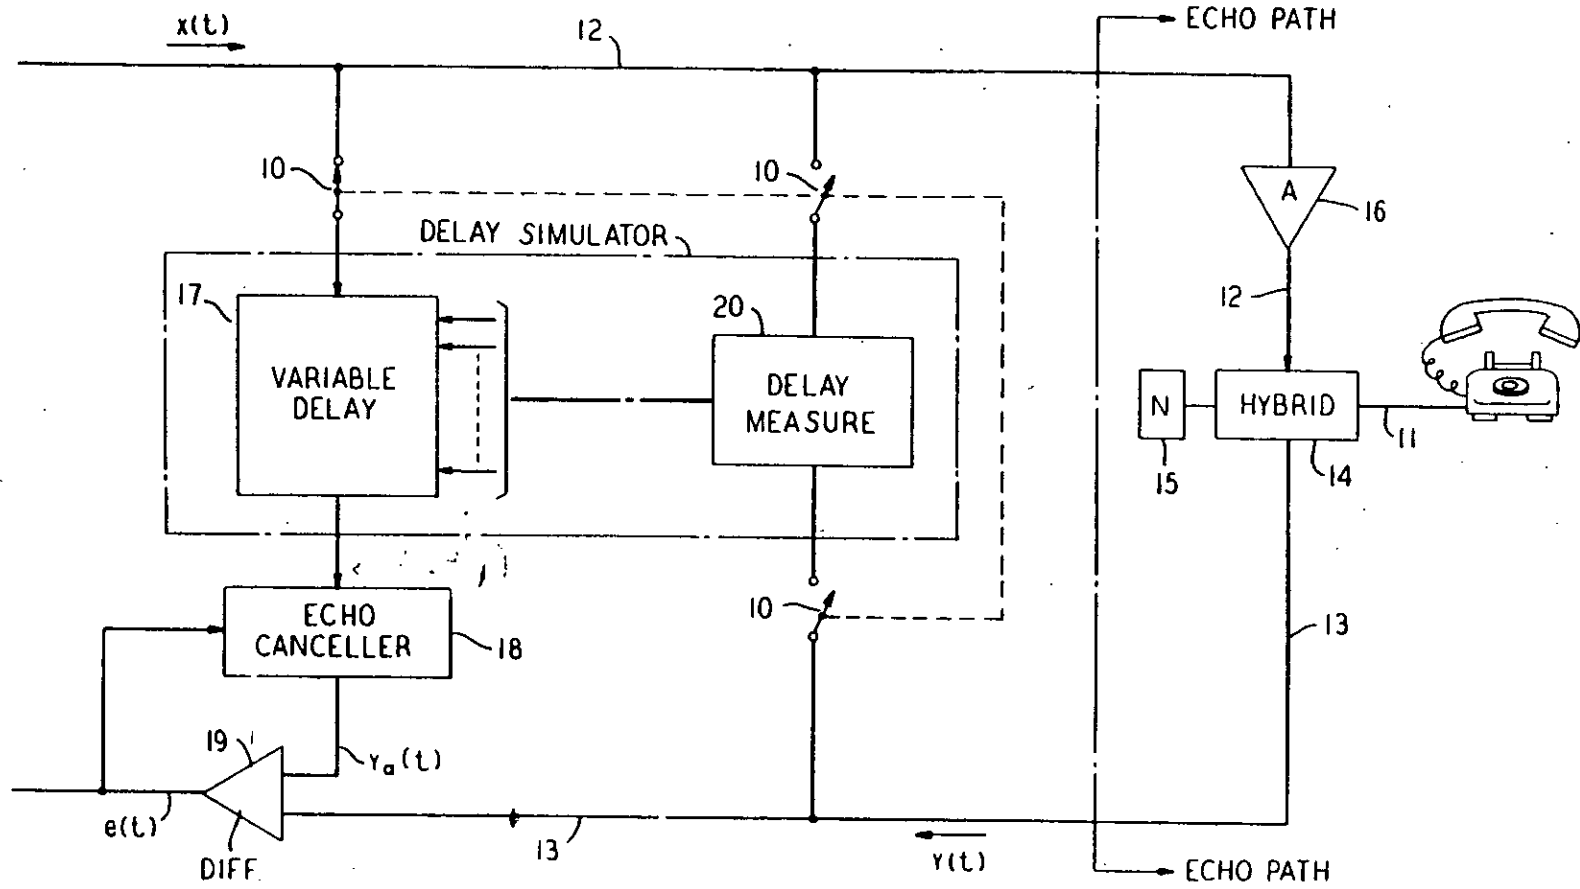 X(t)
12
ECHO PATH
10
10
A
16
DELAY SIMULATOR
17
20
12
VARIABLE
DELAY
DELAY
MEASURE
N
HYBRID
11
15
14
10
ECHO
CANCELLER
18
13
19
Ya(t)
e(t)
DIFF.
13
Y(t)
ECHO PATH